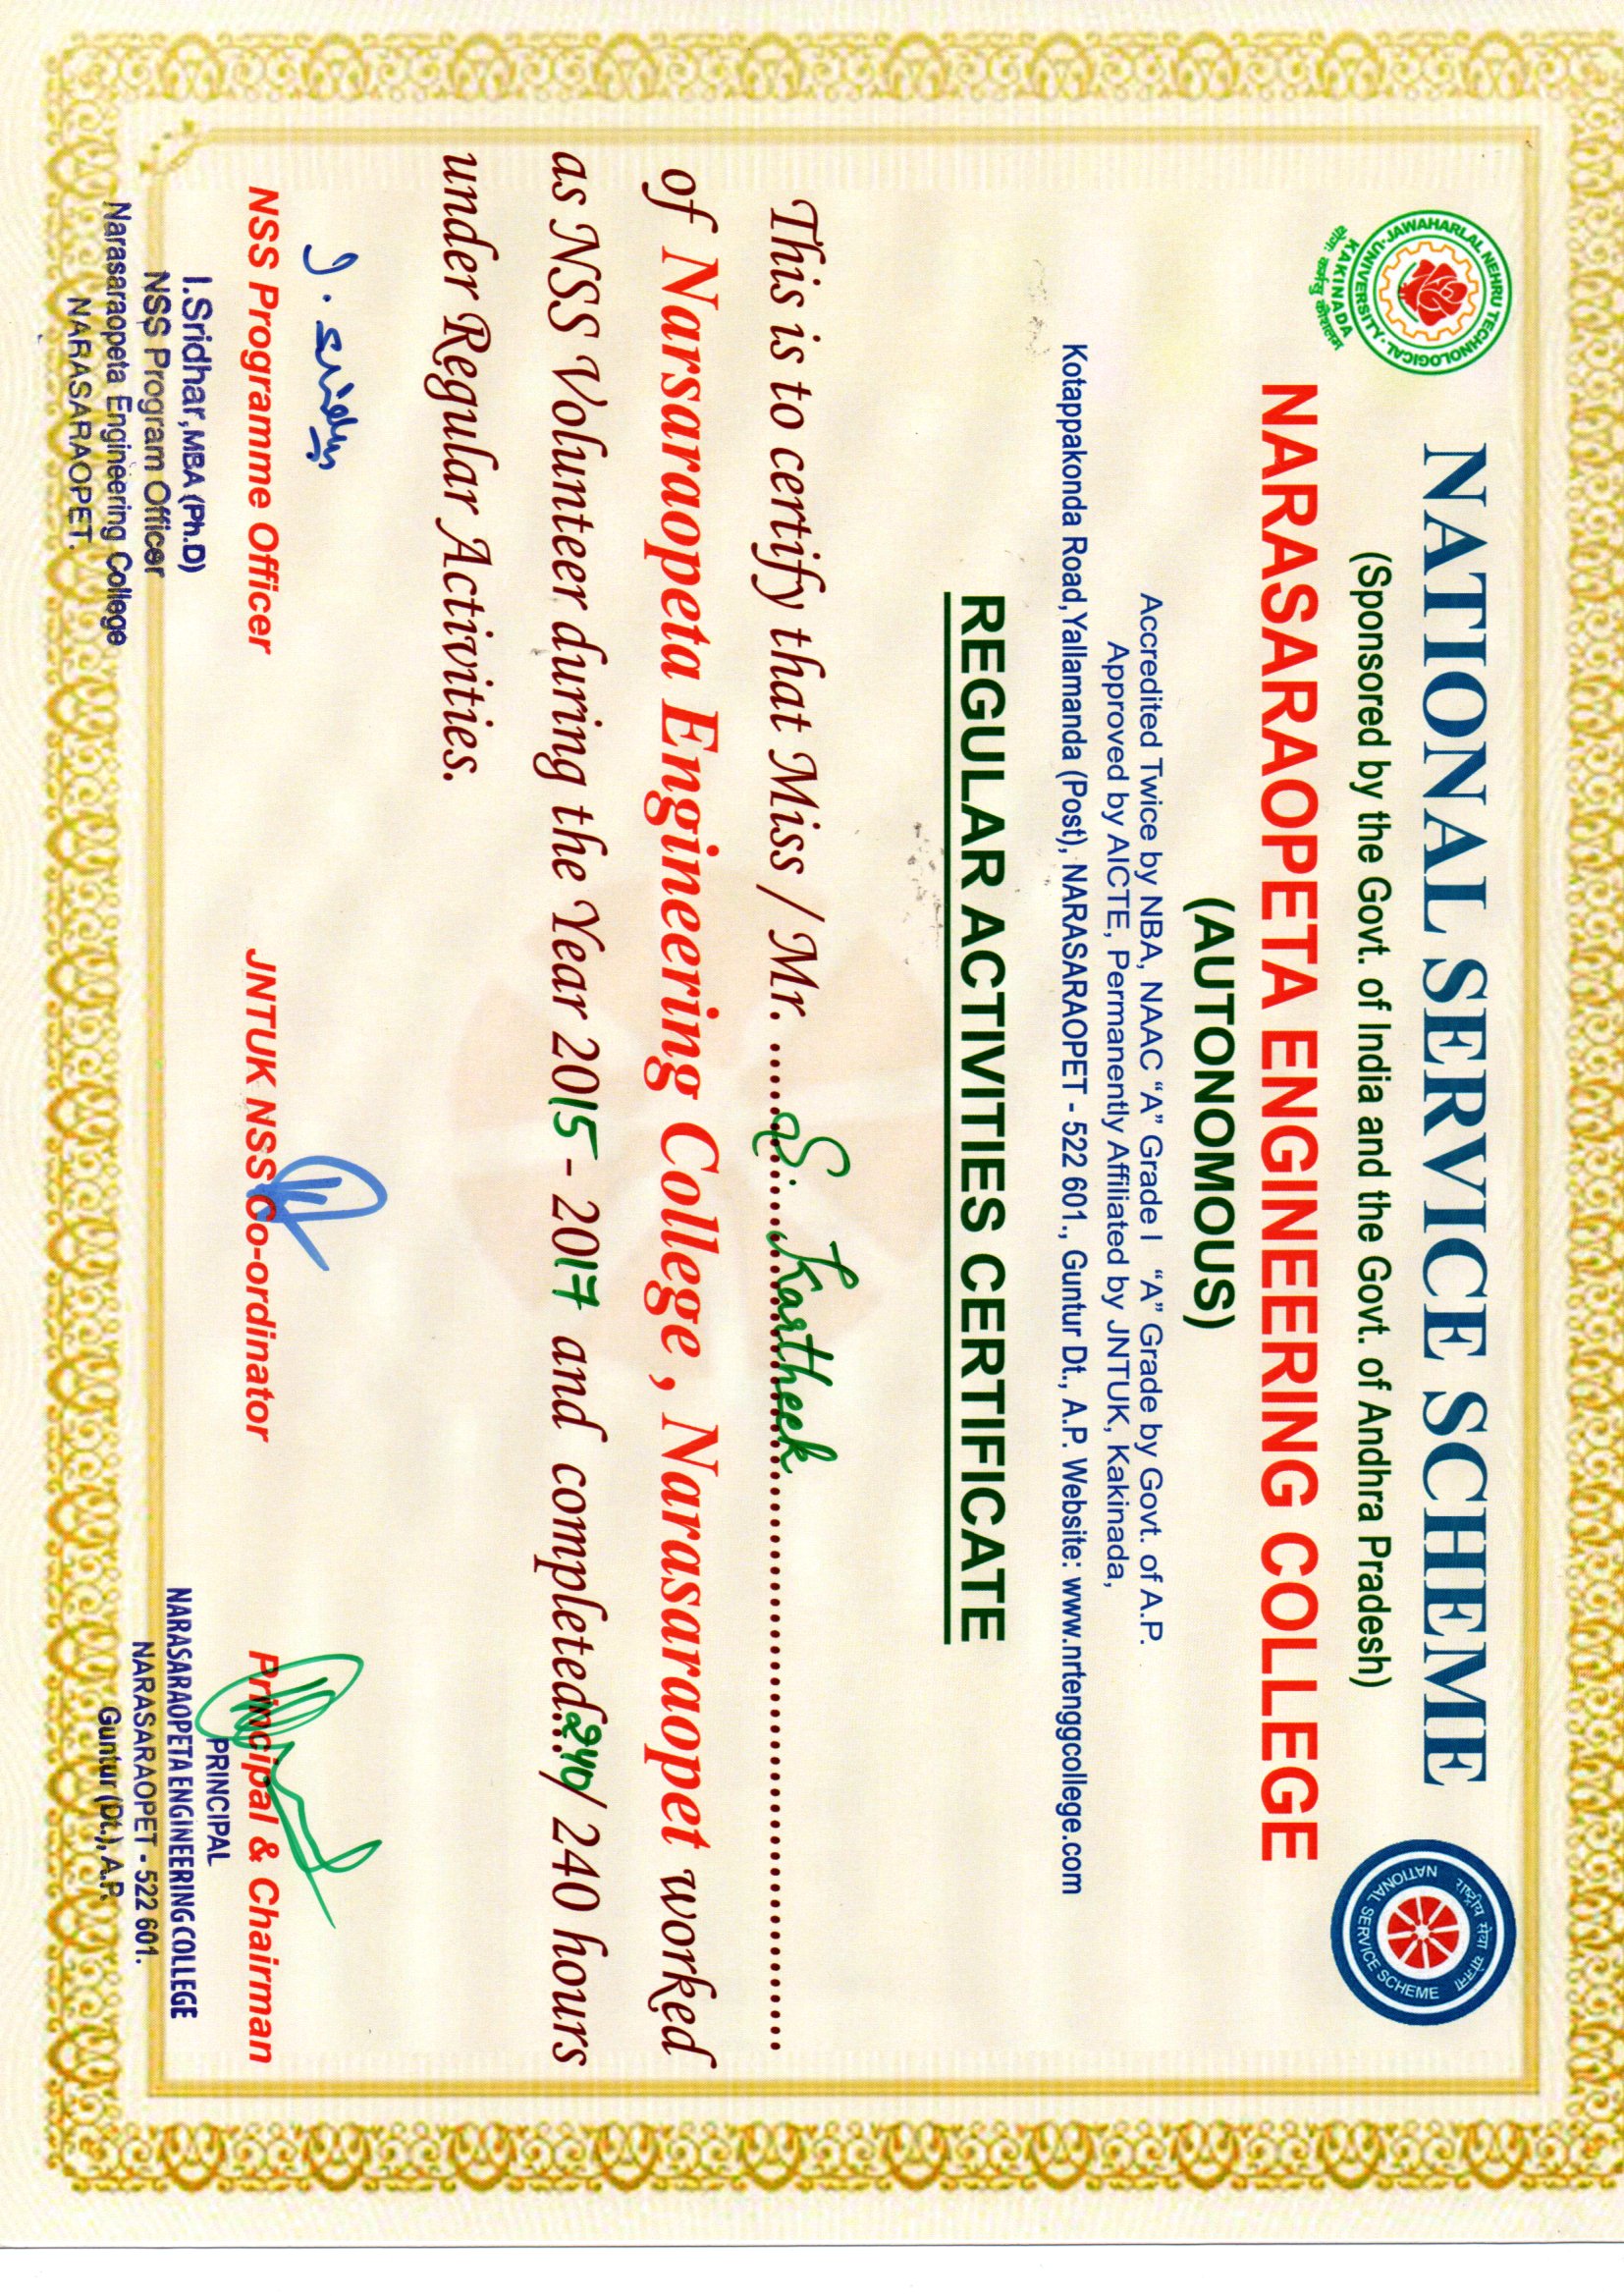 JAWAHARLAL NEHRU TECHNOLOGICAL UNIVERSITY
KAKINADA
योगः कर्मसु कौशलम
राष्ट्रीय सेवा योजना
NATIONAL SERVICE SCHEME
NATIONAL SERVICE SCHEME
(Sponsored by the Govt. of India and the Govt. of Andhra Pradesh)
NARASARAOPETA ENGINEERING COLLEGE
(AUTONOMOUS)
Accredited Twice by NBA, NAAC “A” Grade I “A” Grade by Govt. of A.P.
Approved by AICTE, Permanently Affiliated by JNTUK, Kakinada,
Kotappakonda Road,Yallamanda (Post), NARASARAOPET - 522 601., Guntur Dt., A.P. Website: www.nrtenggcollege.com
REGULAR ACTIVITIES CERTIFICATE
This is to certify that Miss / Mr. S. Kartheek
of Narsaraopeta Engineering College , Narasaraopet worked
as NSS Volunteer during the Year 2015 - 2017 and completed...240/ 240 hours
under Regular Activities.
I. Sridhar
NSS Programme Officer
JNTUK NSS Co-ordinator
Principal & Chairman
I.Sridhar,MBA (Ph.D)
NSS Program Officer
Narasaraopeta Engineering College
NARASARAOPET.
PRINCIPAL
NARASARAOPETA ENGINEERING COLLEGE
NARASARAOPET - 522 601.
Guntur (Dt.), A.P.